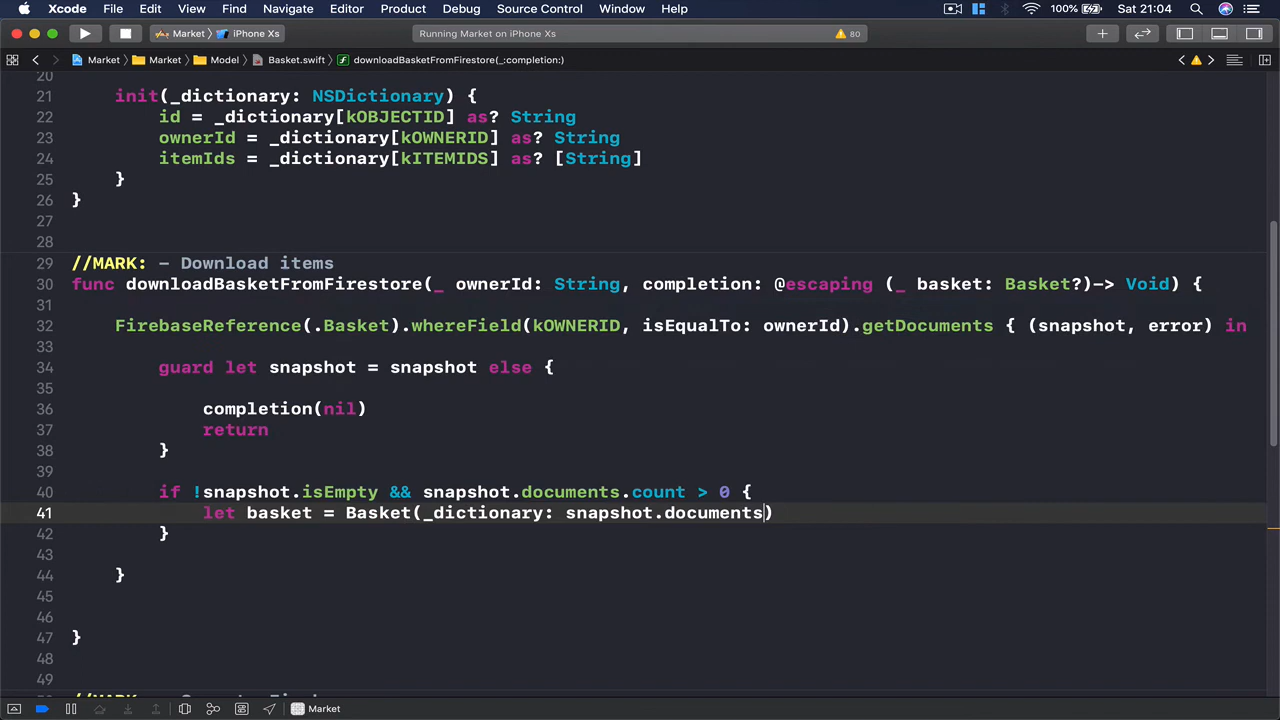 Xcode File Edit View Find Navigate Editor Product Debug Source Control Window Help 100% Sat 21:04
Market iPhone Xs Running Market on iPhone Xs 80
Market Market Model Basket.swift downloadBasketFromFirestore(_:completion:)
20
21 init(_dictionary: NSDictionary) {
22 id = _dictionary[kOBJECTID] as? String
23 ownerId = _dictionary[kOWNERID] as? String
24 itemIds = _dictionary[kITEMIDS] as? [String]
25 }
26 }
27
28
29 //MARK: - Download items
30 func downloadBasketFromFirestore(_ ownerId: String, completion: @escaping (_ basket: Basket?)-> Void) {
31
32 FirebaseReference(.Basket).whereField(kOWNERID, isEqualTo: ownerId).getDocuments { (snapshot, error) in
33
34 guard let snapshot = snapshot else {
35
36 completion(nil)
37 return
38 }
39
40 if !snapshot.isEmpty && snapshot.documents.count > 0 {
41 let basket = Basket(_dictionary: snapshot.documents)
42 }
43
44 }
45
46
47 }
48
49
Market